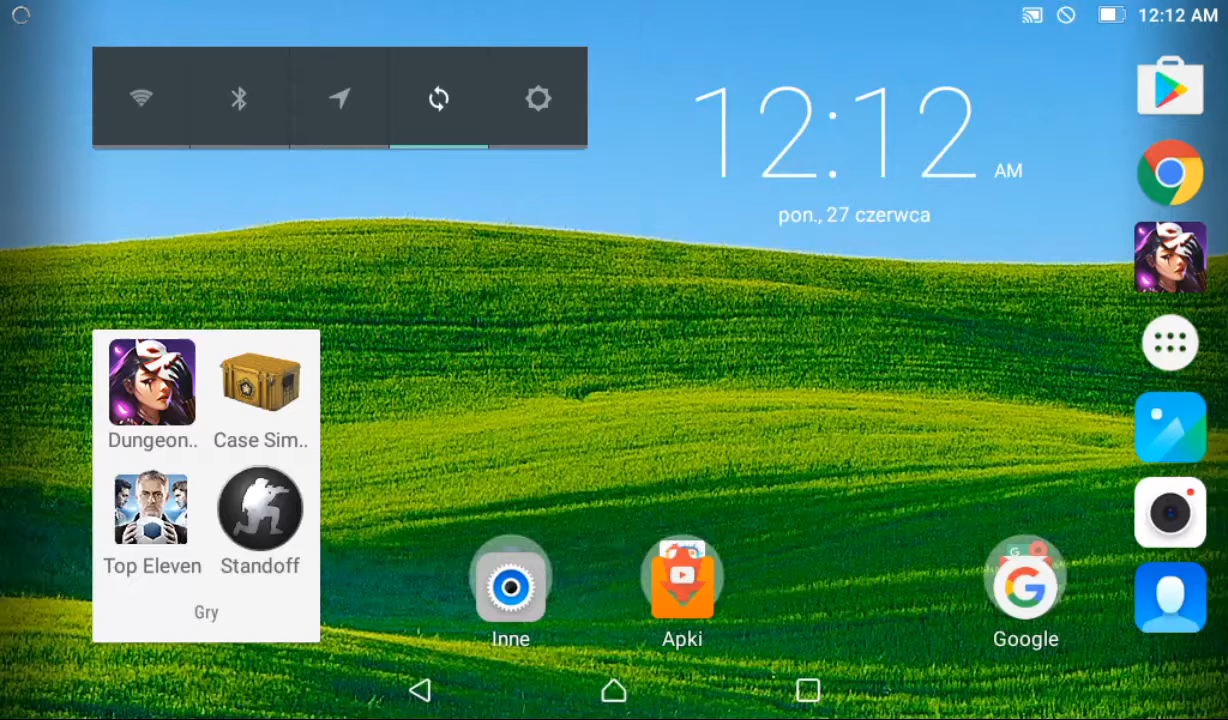 12:12 AM
12:12 AM
pon., 27 czerwca
Dungeon..
Case Sim..
Top Eleven
Standoff
Gry
Inne
Apki
G
G
Google